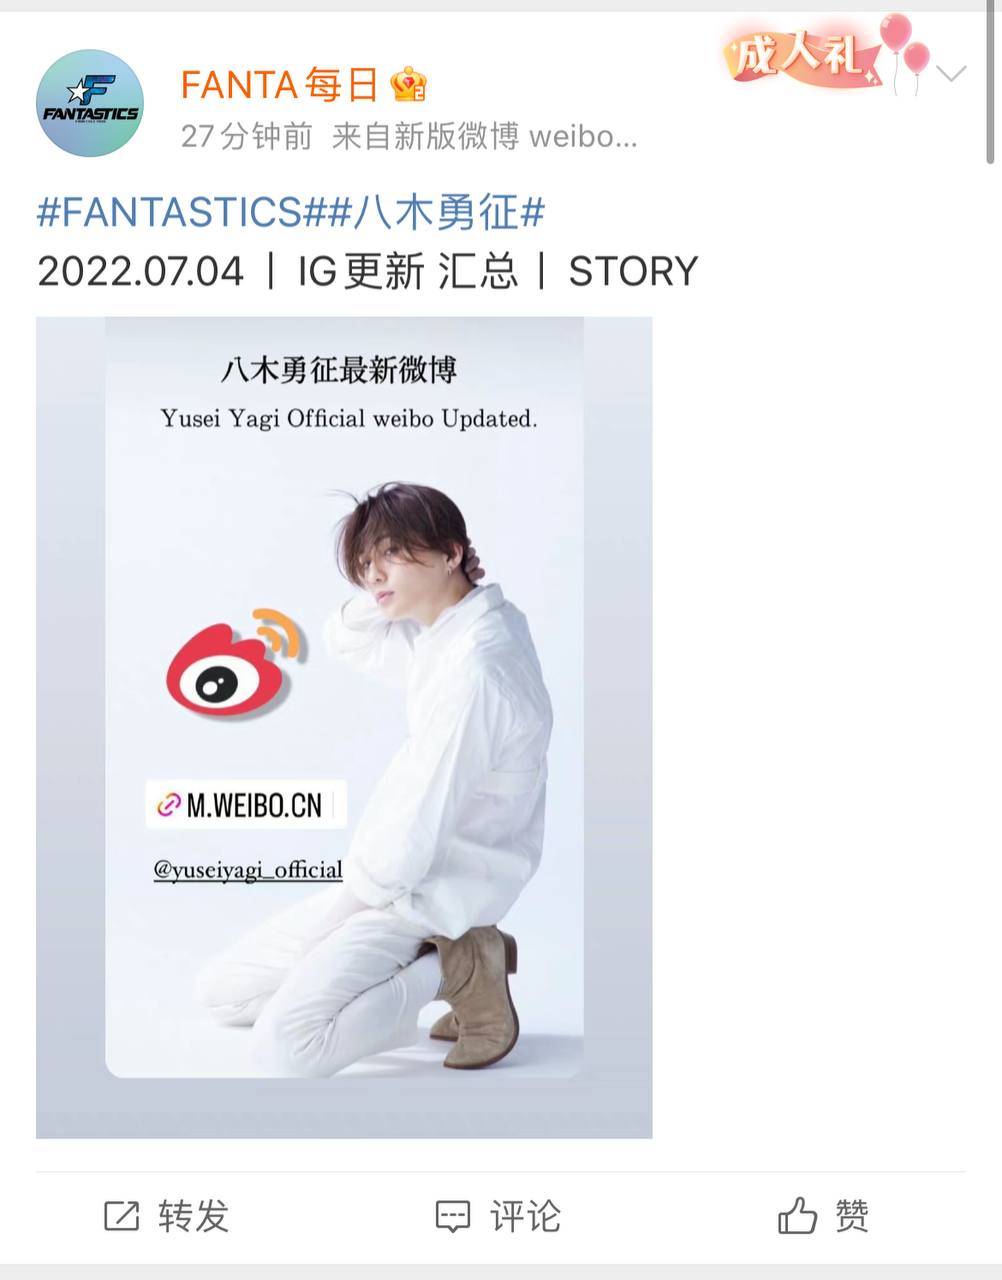 成人礼
FANTASTICS
FANTA每日
27分钟前 来自新版微博 weibo...
#FANTASTICS##八木勇征#
2022.07.04 | IG更新 汇总 | STORY
八木勇征最新微博
Yusei Yagi Official weibo Updated.
M.WEIBO.CN
@yuseiyagi_official
转发 评论 赞